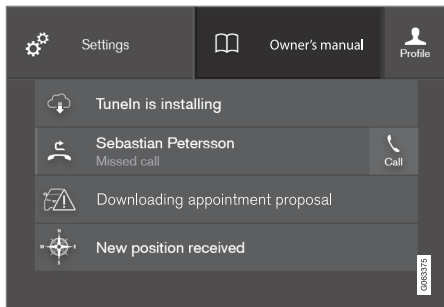 Settings
Owner's manual
Profile
TuneIn is installing
Sebastian Petersson
Missed call
Call
Downloading appointment proposal
New position received
G063375